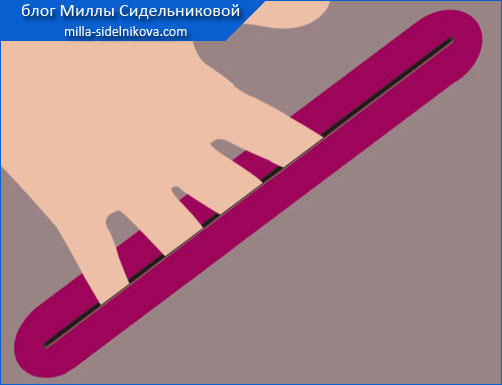 блог Миллы Сидельниковой
milla-sidelnikova.com